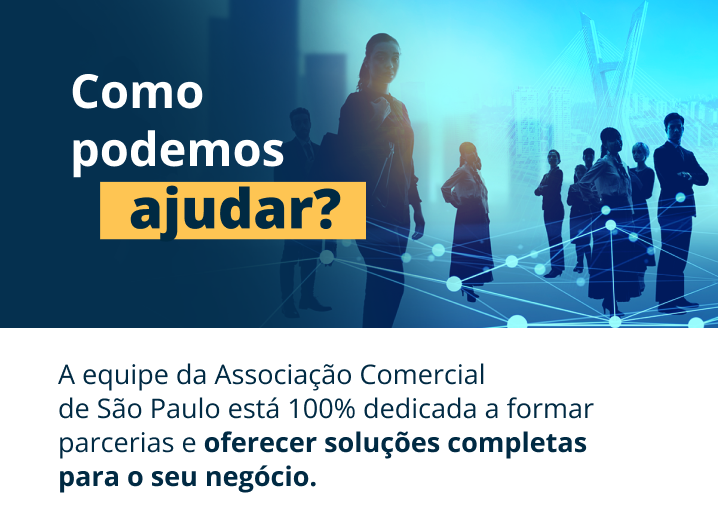 Como
podemos
ajudar?
A equipe da Associação Comercial
de São Paulo está 100% dedicada a formar
parcerias e oferecer soluções completas
para o seu negócio.